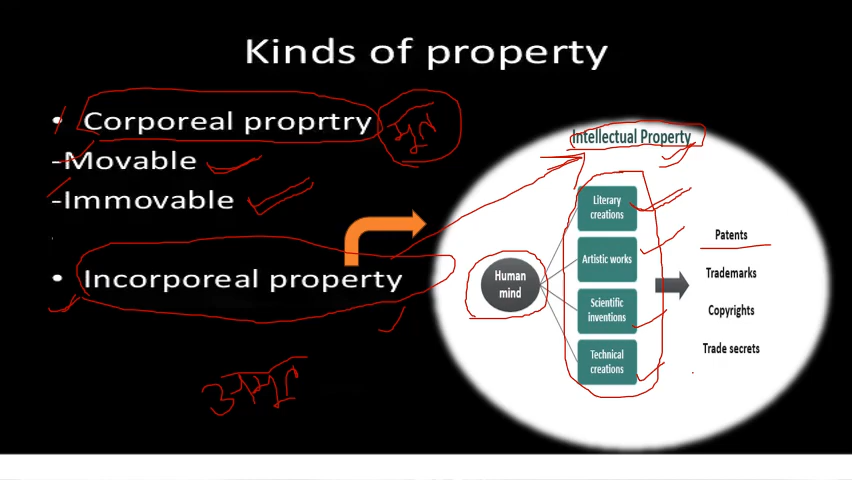 Kinds of property
• Corporeal proprtry
-Movable
-Immovable
• Incorporeal property
Intellectual Property
Human
mind
Literary
creations
Artistic works
Scientific
inventions
Technical
creations
Patents
Trademarks
Copyrights
Trade secrets